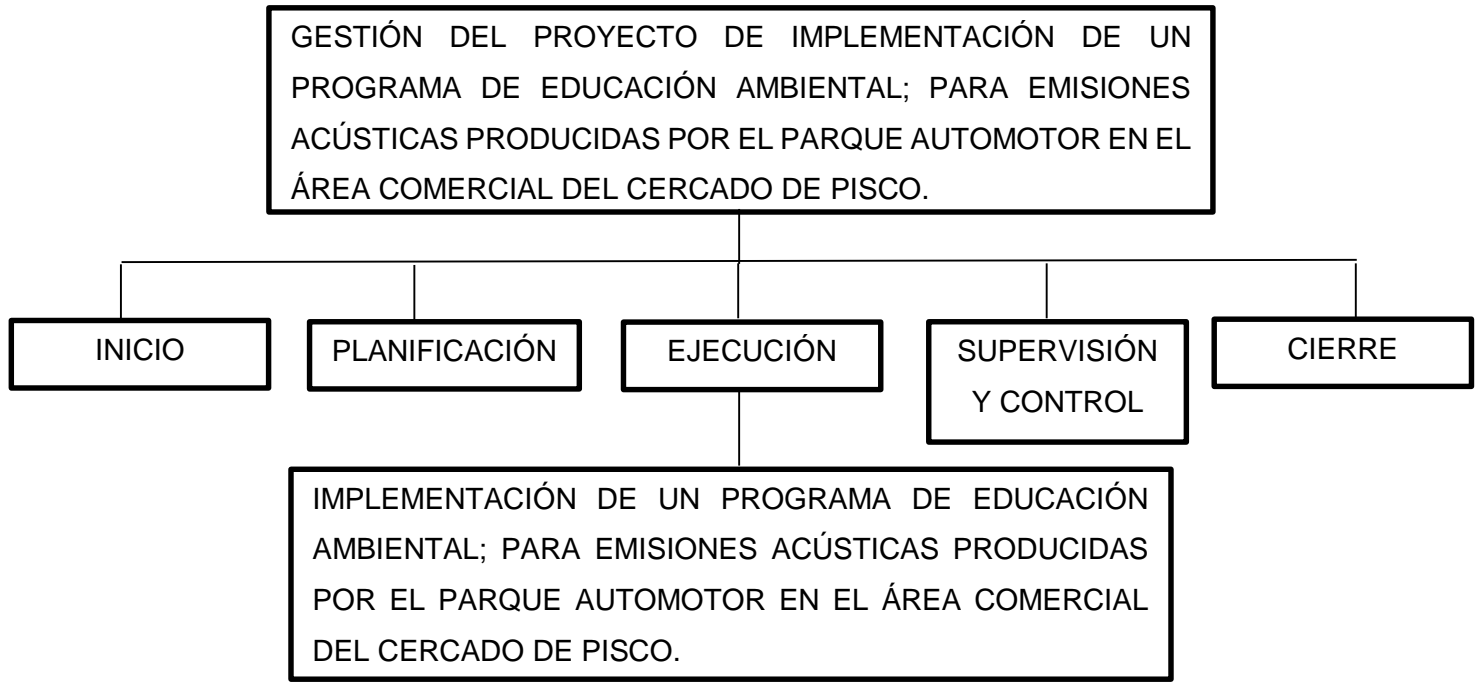 GESTIÓN DEL PROYECTO DE IMPLEMENTACIÓN DE UN
PROGRAMA DE EDUCACIÓN AMBIENTAL; PARA EMISIONES
ACÚSTICAS PRODUCIDAS POR EL PARQUE AUTOMOTOR EN EL
ÁREA COMERCIAL DEL CERCADO DE PISCO.
INICIO
PLANIFICACIÓN
EJECUCIÓN
SUPERVISIÓN
Y CONTROL
CIERRE
IMPLEMENTACIÓN DE UN PROGRAMA DE EDUCACIÓN
AMBIENTAL; PARA EMISIONES ACÚSTICAS PRODUCIDAS
POR EL PARQUE AUTOMOTOR EN EL ÁREA COMERCIAL
DEL CERCADO DE PISCO.